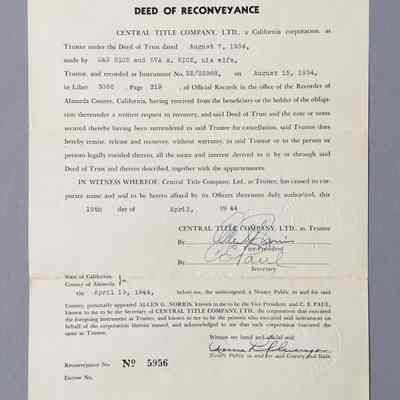 DEED OF RECONVEYANCE
CENTRAL TITLE COMPANY, LTD., a California corporation, as
Trustee under the Deed of Trust dated August 7, 1934,
made by DAN RICE and EVA M. RICE, his wife,
Trustor, and recorded as Instrument No. on August 15, 1934,
in Liber 5086 Page 219 of Official Records in the office of the Recorder of
Alameda County, California, having received from the beneficiary or the holder of the obliga-
tion thereunder a written request to reconvey, and said Deed of Trust and the note or notes
secured thereby having been surrendered to said Trustee for cancellation, said Trustee does
hereby remise, release and reconvey, without warranty, to said Trustor or to the person or
persons legally entitled thereto, all the estate and interest derived to it by or through said
Deed of Trust and therein described, together with the appurtenances.
IN WITNESS WHEREOF, Central Title Company, Ltd., as Trustee, has caused its cor-
porate name and seal to be hereto affixed by its Officers thereunto duly authorized, this
19th day of April, 1944
CENTRAL TITLE COMPANY, LTD., as Trustee
By
Vice-President
By C E Paul
Secretary
State of California
County of Alameda } ss.
On April 19, 1944, before me, the undersigned, a Notary Public in and for said
County, personally appeared ALLEN G. NORRIS, known to me to be the Vice President and C. E. PAUL,
known to me to be the Secretary of CENTRAL TITLE COMPANY, LTD., the corporation that executed
the foregoing instrument as Trustee, and known to me to be the persons who executed said instrument on
behalf of the corporation therein named, and acknowledged to me that such corporation executed the
same as Trustee.
Witness my hand and official seal.
Notary Public in and for said County and State
Reconveyance No. Nº 5956
Escrow No.